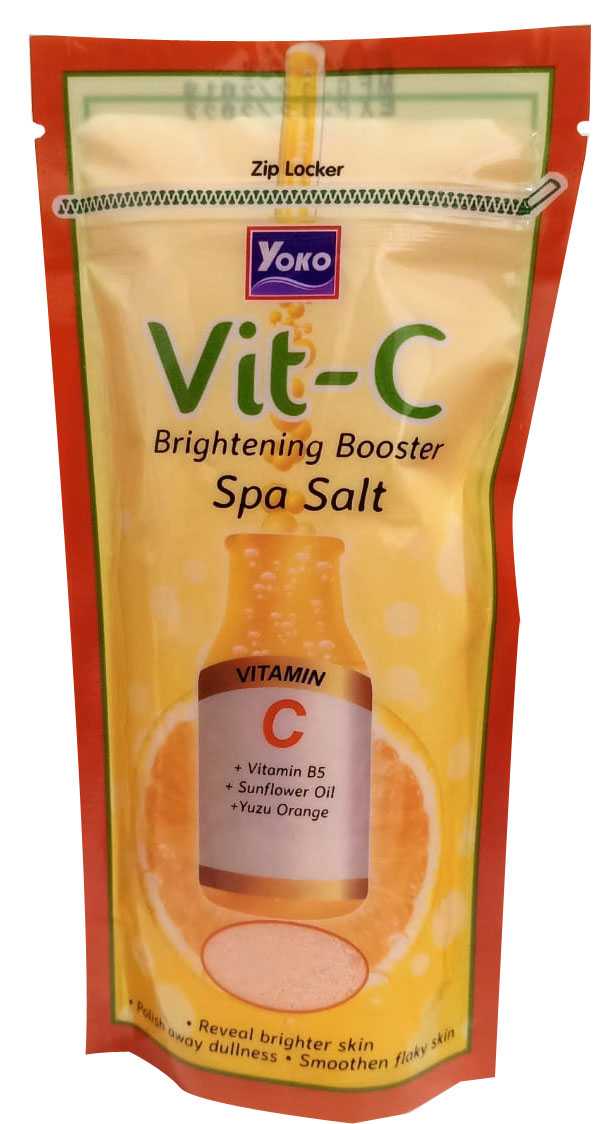 Zip Locker
YOKO
Vit-C
Brightening Booster
Spa Salt
VITAMIN
C
+ Vitamin B5
+ Sunflower Oil
+Yuzu Orange
• Reveal brighter skin
• Polish away dullness • Smoothen flaky skin